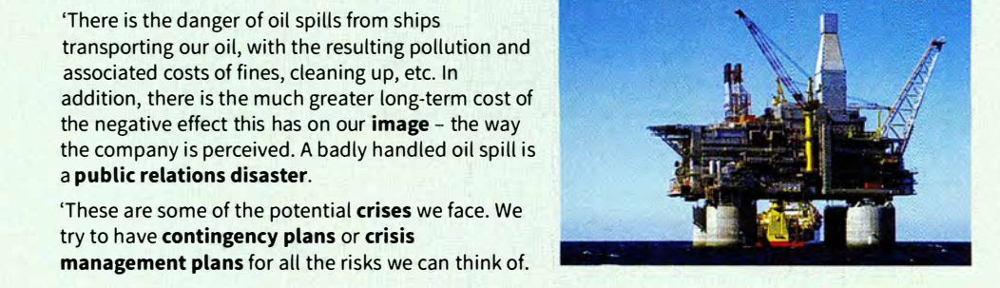 ‘There is the danger of oil spills from ships
transporting our oil, with the resulting pollution and
associated costs of fines, cleaning up, etc. In
addition, there is the much greater long-term cost of
the negative effect this has on our image – the way
the company is perceived. A badly handled oil spill is
a public relations disaster.
‘These are some of the potential crises we face. We
try to have contingency plans or crisis
management plans for all the risks we can think of.